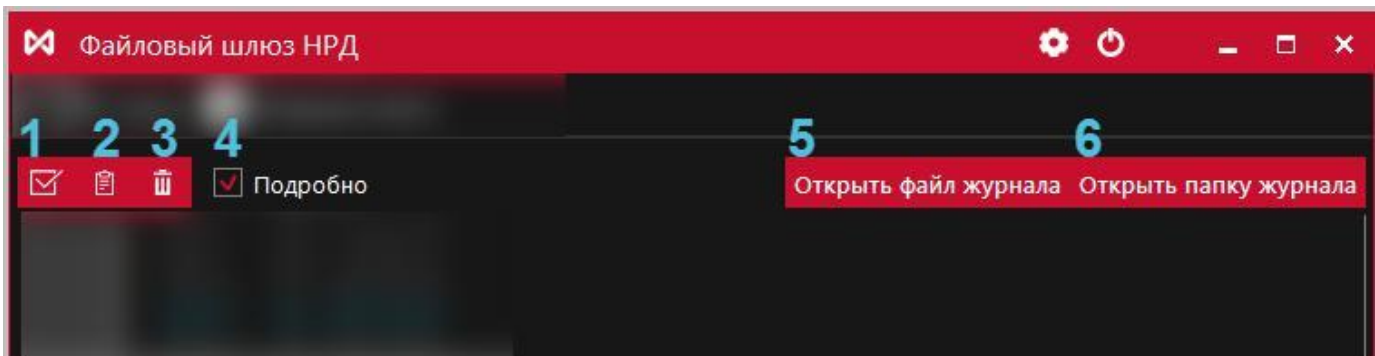 Файловый шлюз НРД
1 2 3 4 5 6
Подробно Открыть файл журнала Открыть папку журнала